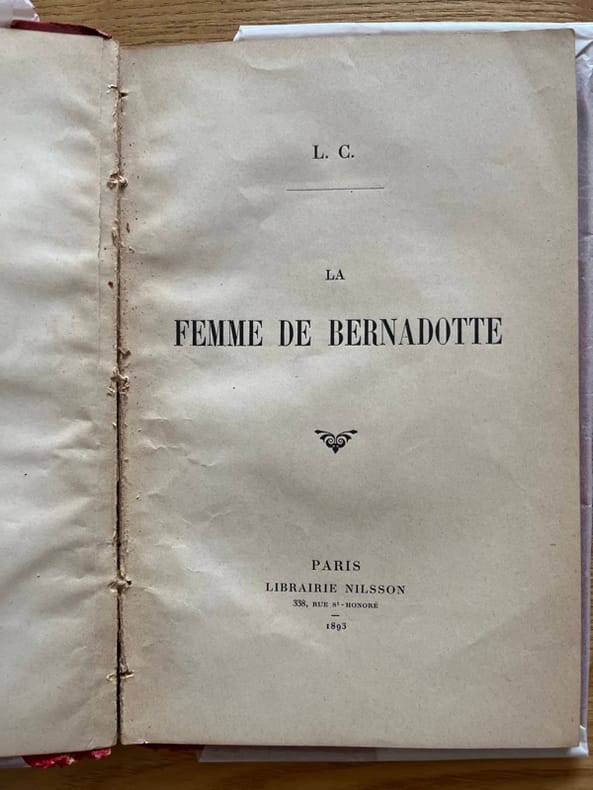 L. C.
LA
FEMME DE BERNADOTTE
PARIS
LIBRAIRIE NILSSON
338, RUE St-HONORÉ
1893